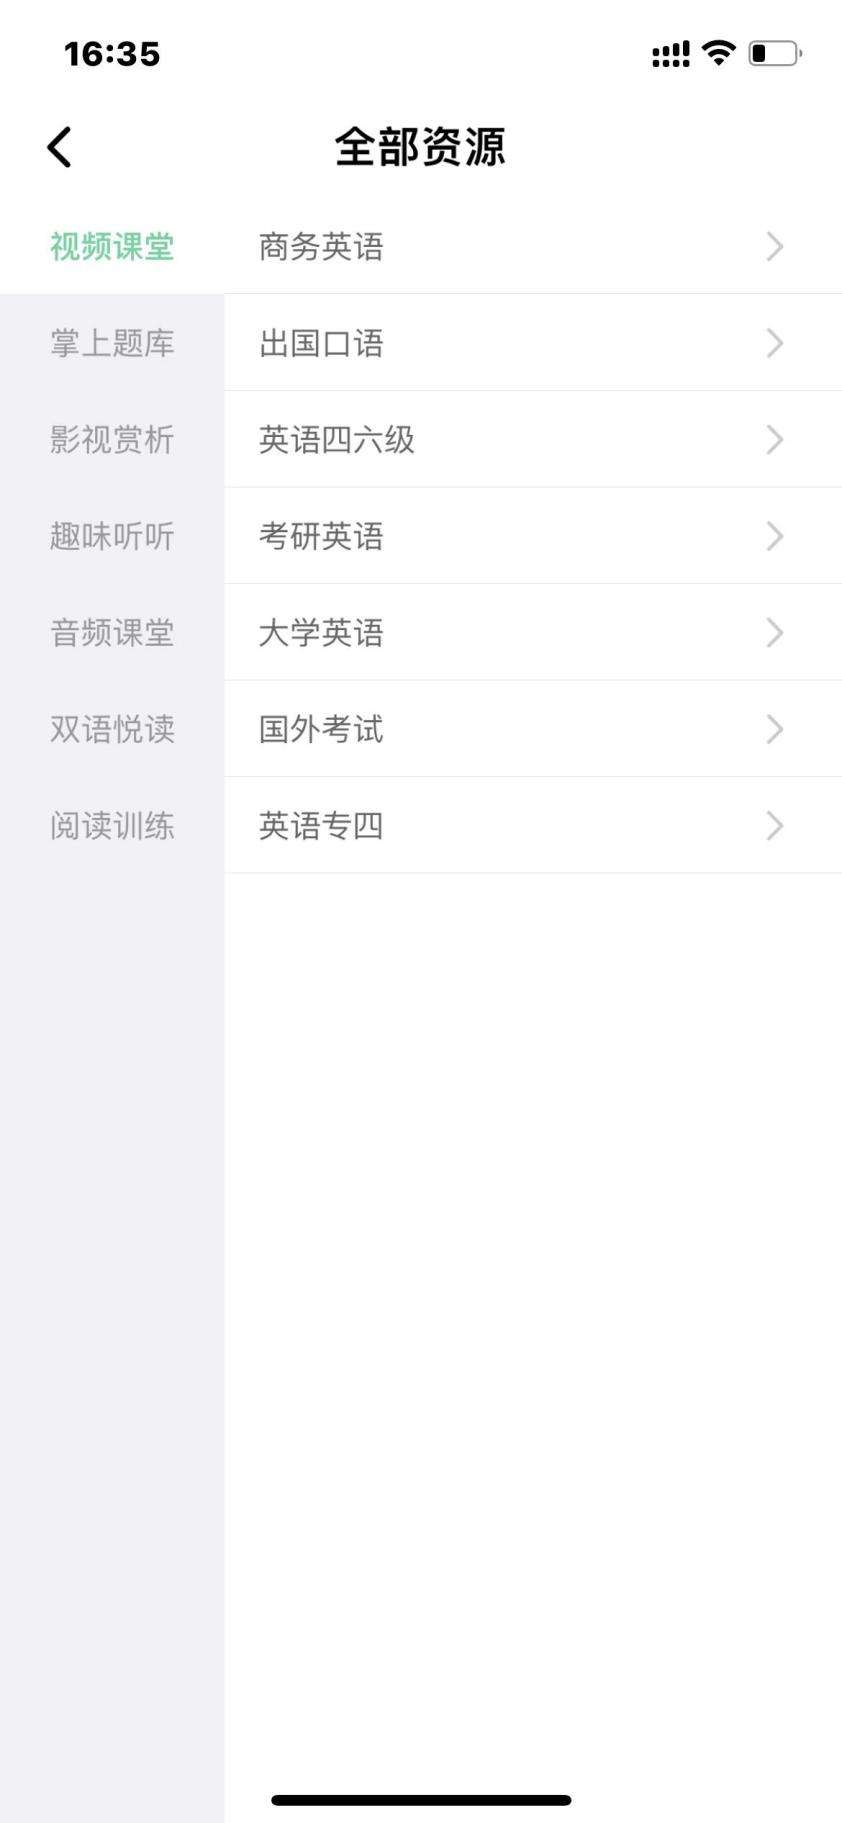 16:35
全部资源
视频课堂
掌上题库
影视赏析
趣味听听
音频课堂
双语悦读
阅读训练
商务英语
出国口语
英语四六级
考研英语
大学英语
国外考试
英语专四